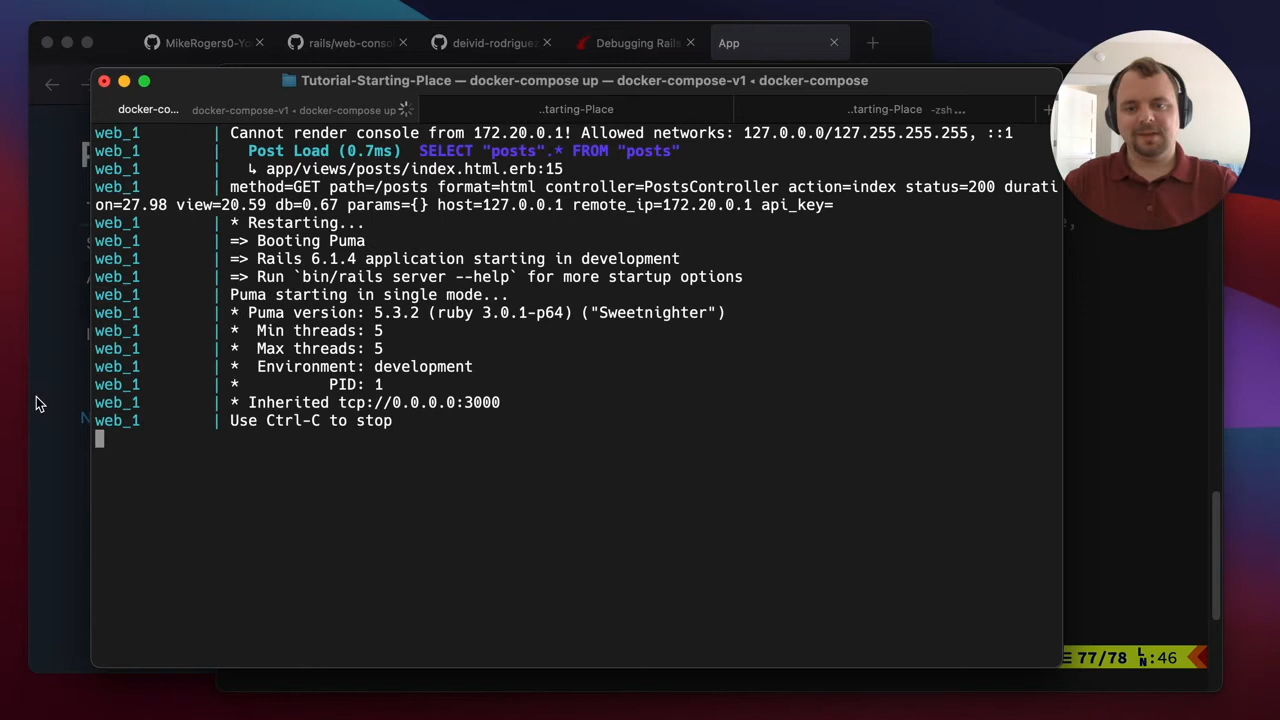 MikeRogers0-Yo
rails/web-conso
deivid-rodriguez
Debugging Rails
App
Tutorial-Starting-Place — docker-compose up — docker-compose-v1 ◂ docker-compose
docker-co... docker-compose-v1 ◂ docker-compose up
..tarting-Place
..tarting-Place -zsh ...
web_1 | Cannot render console from 172.20.0.1! Allowed networks: 127.0.0.0/127.255.255.255, ::1
web_1 | Post Load (0.7ms) SELECT "posts".* FROM "posts"
web_1 | ↳ app/views/posts/index.html.erb:15
web_1 | method=GET path=/posts format=html controller=PostsController action=index status=200 durati
on=27.98 view=20.59 db=0.67 params={} host=127.0.0.1 remote_ip=172.20.0.1 api_key=
web_1 | * Restarting...
web_1 | => Booting Puma
web_1 | => Rails 6.1.4 application starting in development
web_1 | => Run `bin/rails server --help` for more startup options
web_1 | Puma starting in single mode...
web_1 | * Puma version: 5.3.2 (ruby 3.0.1-p64) ("Sweetnighter")
web_1 | * Min threads: 5
web_1 | * Max threads: 5
web_1 | * Environment: development
web_1 | * PID: 1
web_1 | * Inherited tcp://0.0.0.0:3000
web_1 | Use Ctrl-C to stop
77/78 LN:46